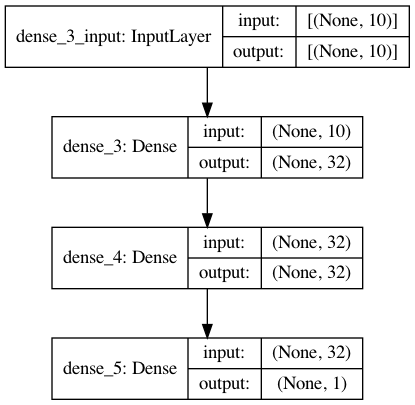 dense_3_input: InputLayer
input: [(None, 10)]
output: [(None, 10)]
dense_3: Dense
input: (None, 10)
output: (None, 32)
dense_4: Dense
input: (None, 32)
output: (None, 32)
dense_5: Dense
input: (None, 32)
output: (None, 1)